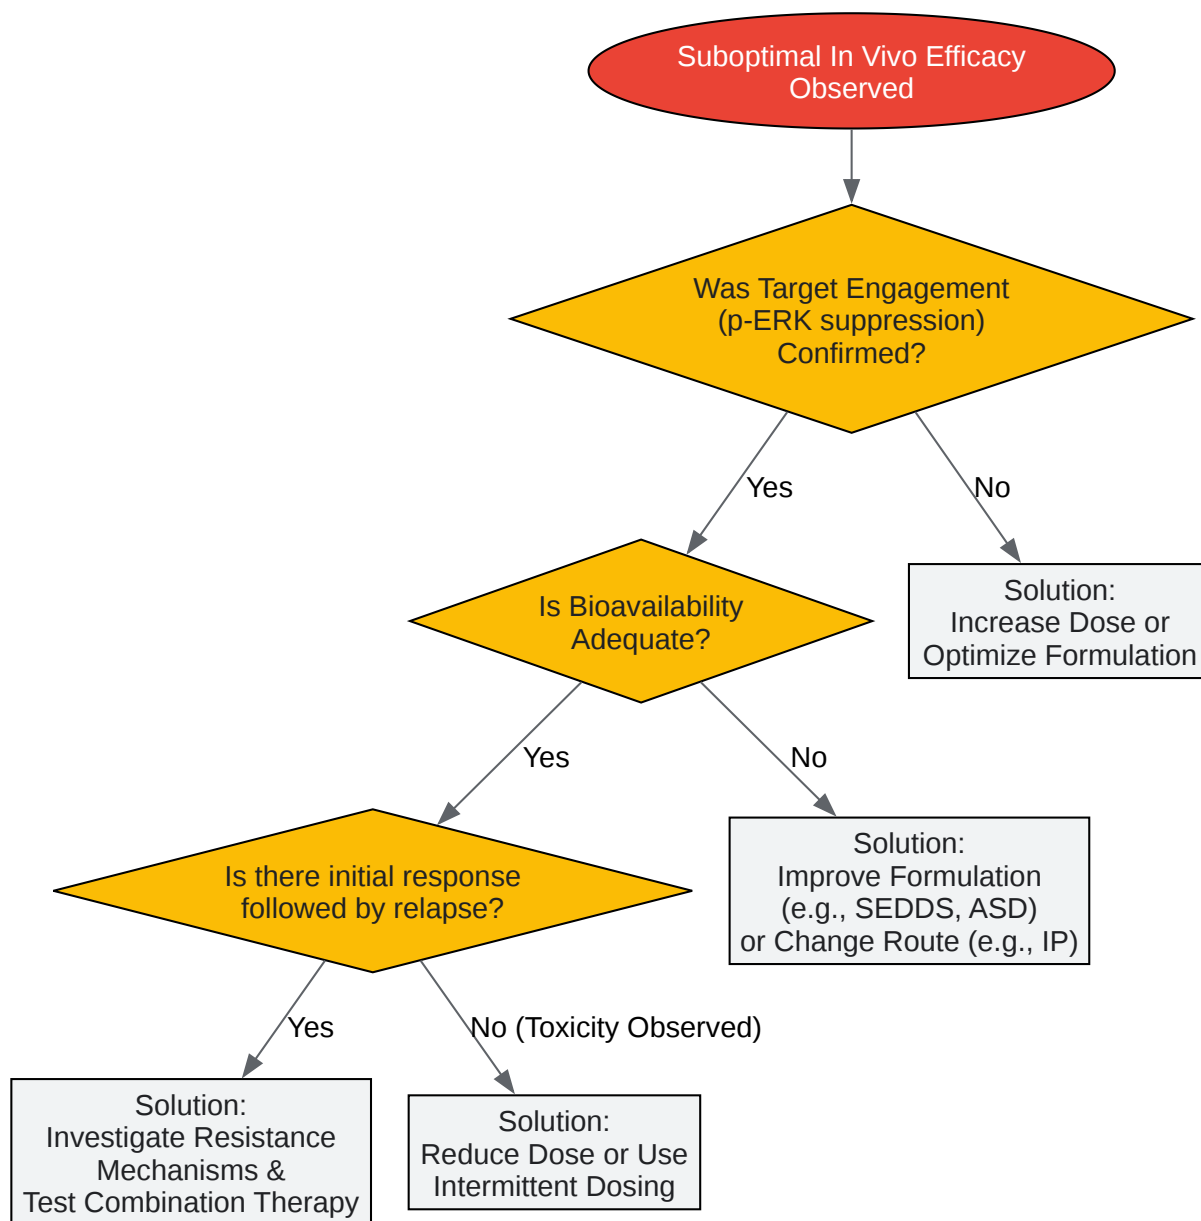 Suboptimal In Vivo Efficacy
Observed
Was Target Engagement
(p-ERK suppression)
Confirmed?
Yes
No
Is Bioavailability
Adequate?
Solution:
Increase Dose or
Optimize Formulation
Yes
No
Is there initial response
followed by relapse?
Solution:
Improve Formulation
(e.g., SEDDS, ASD)
or Change Route (e.g., IP)
Yes
No (Toxicity Observed)
Solution:
Investigate Resistance
Mechanisms &
Test Combination Therapy
Solution:
Reduce Dose or Use
Intermittent Dosing